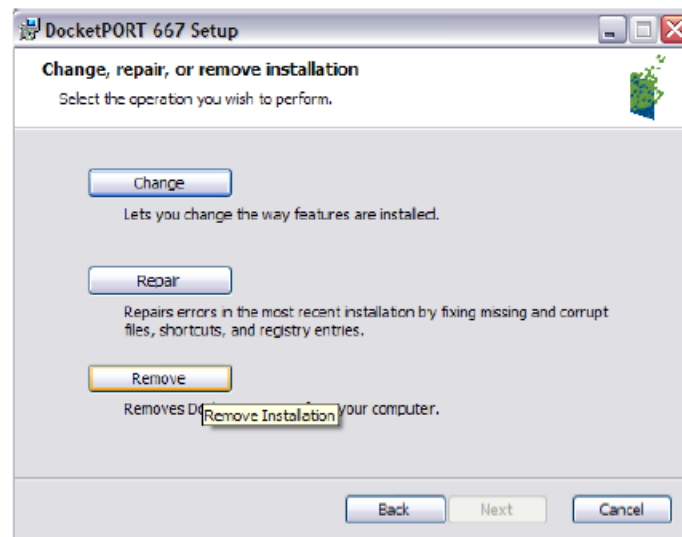 DocketPORT 667 Setup
Change, repair, or remove installation
Select the operation you wish to perform.
Change
Lets you change the way features are installed.
Repair
Repairs errors in the most recent installation by fixing missing and corrupt
files, shortcuts, and registry entries.
Remove
Removes your computer.
Remove Installation
Back Next Cancel